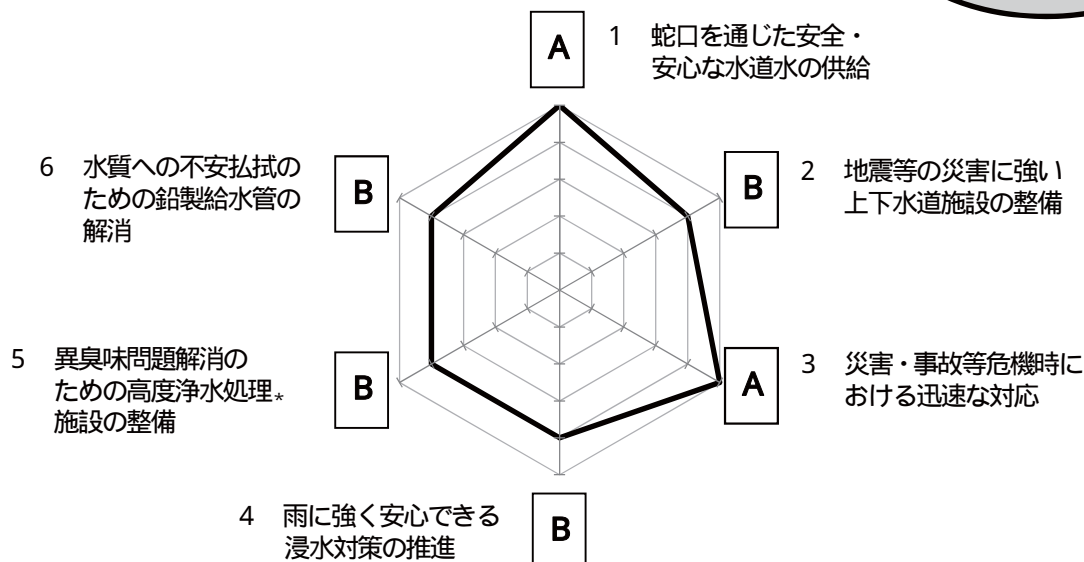 A
1 蛇口を通じた安全・
安心な水道水の供給
B
2 地震等の災害に強い
上下水道施設の整備
A
3 災害・事故等危機時に
おける迅速な対応
B
4 雨に強く安心できる
浸水対策の推進
B
5 異臭味問題解消の
ための高度浄水処理*
施設の整備
B
6 水質への不安払拭の
ための鉛製給水管の
解消